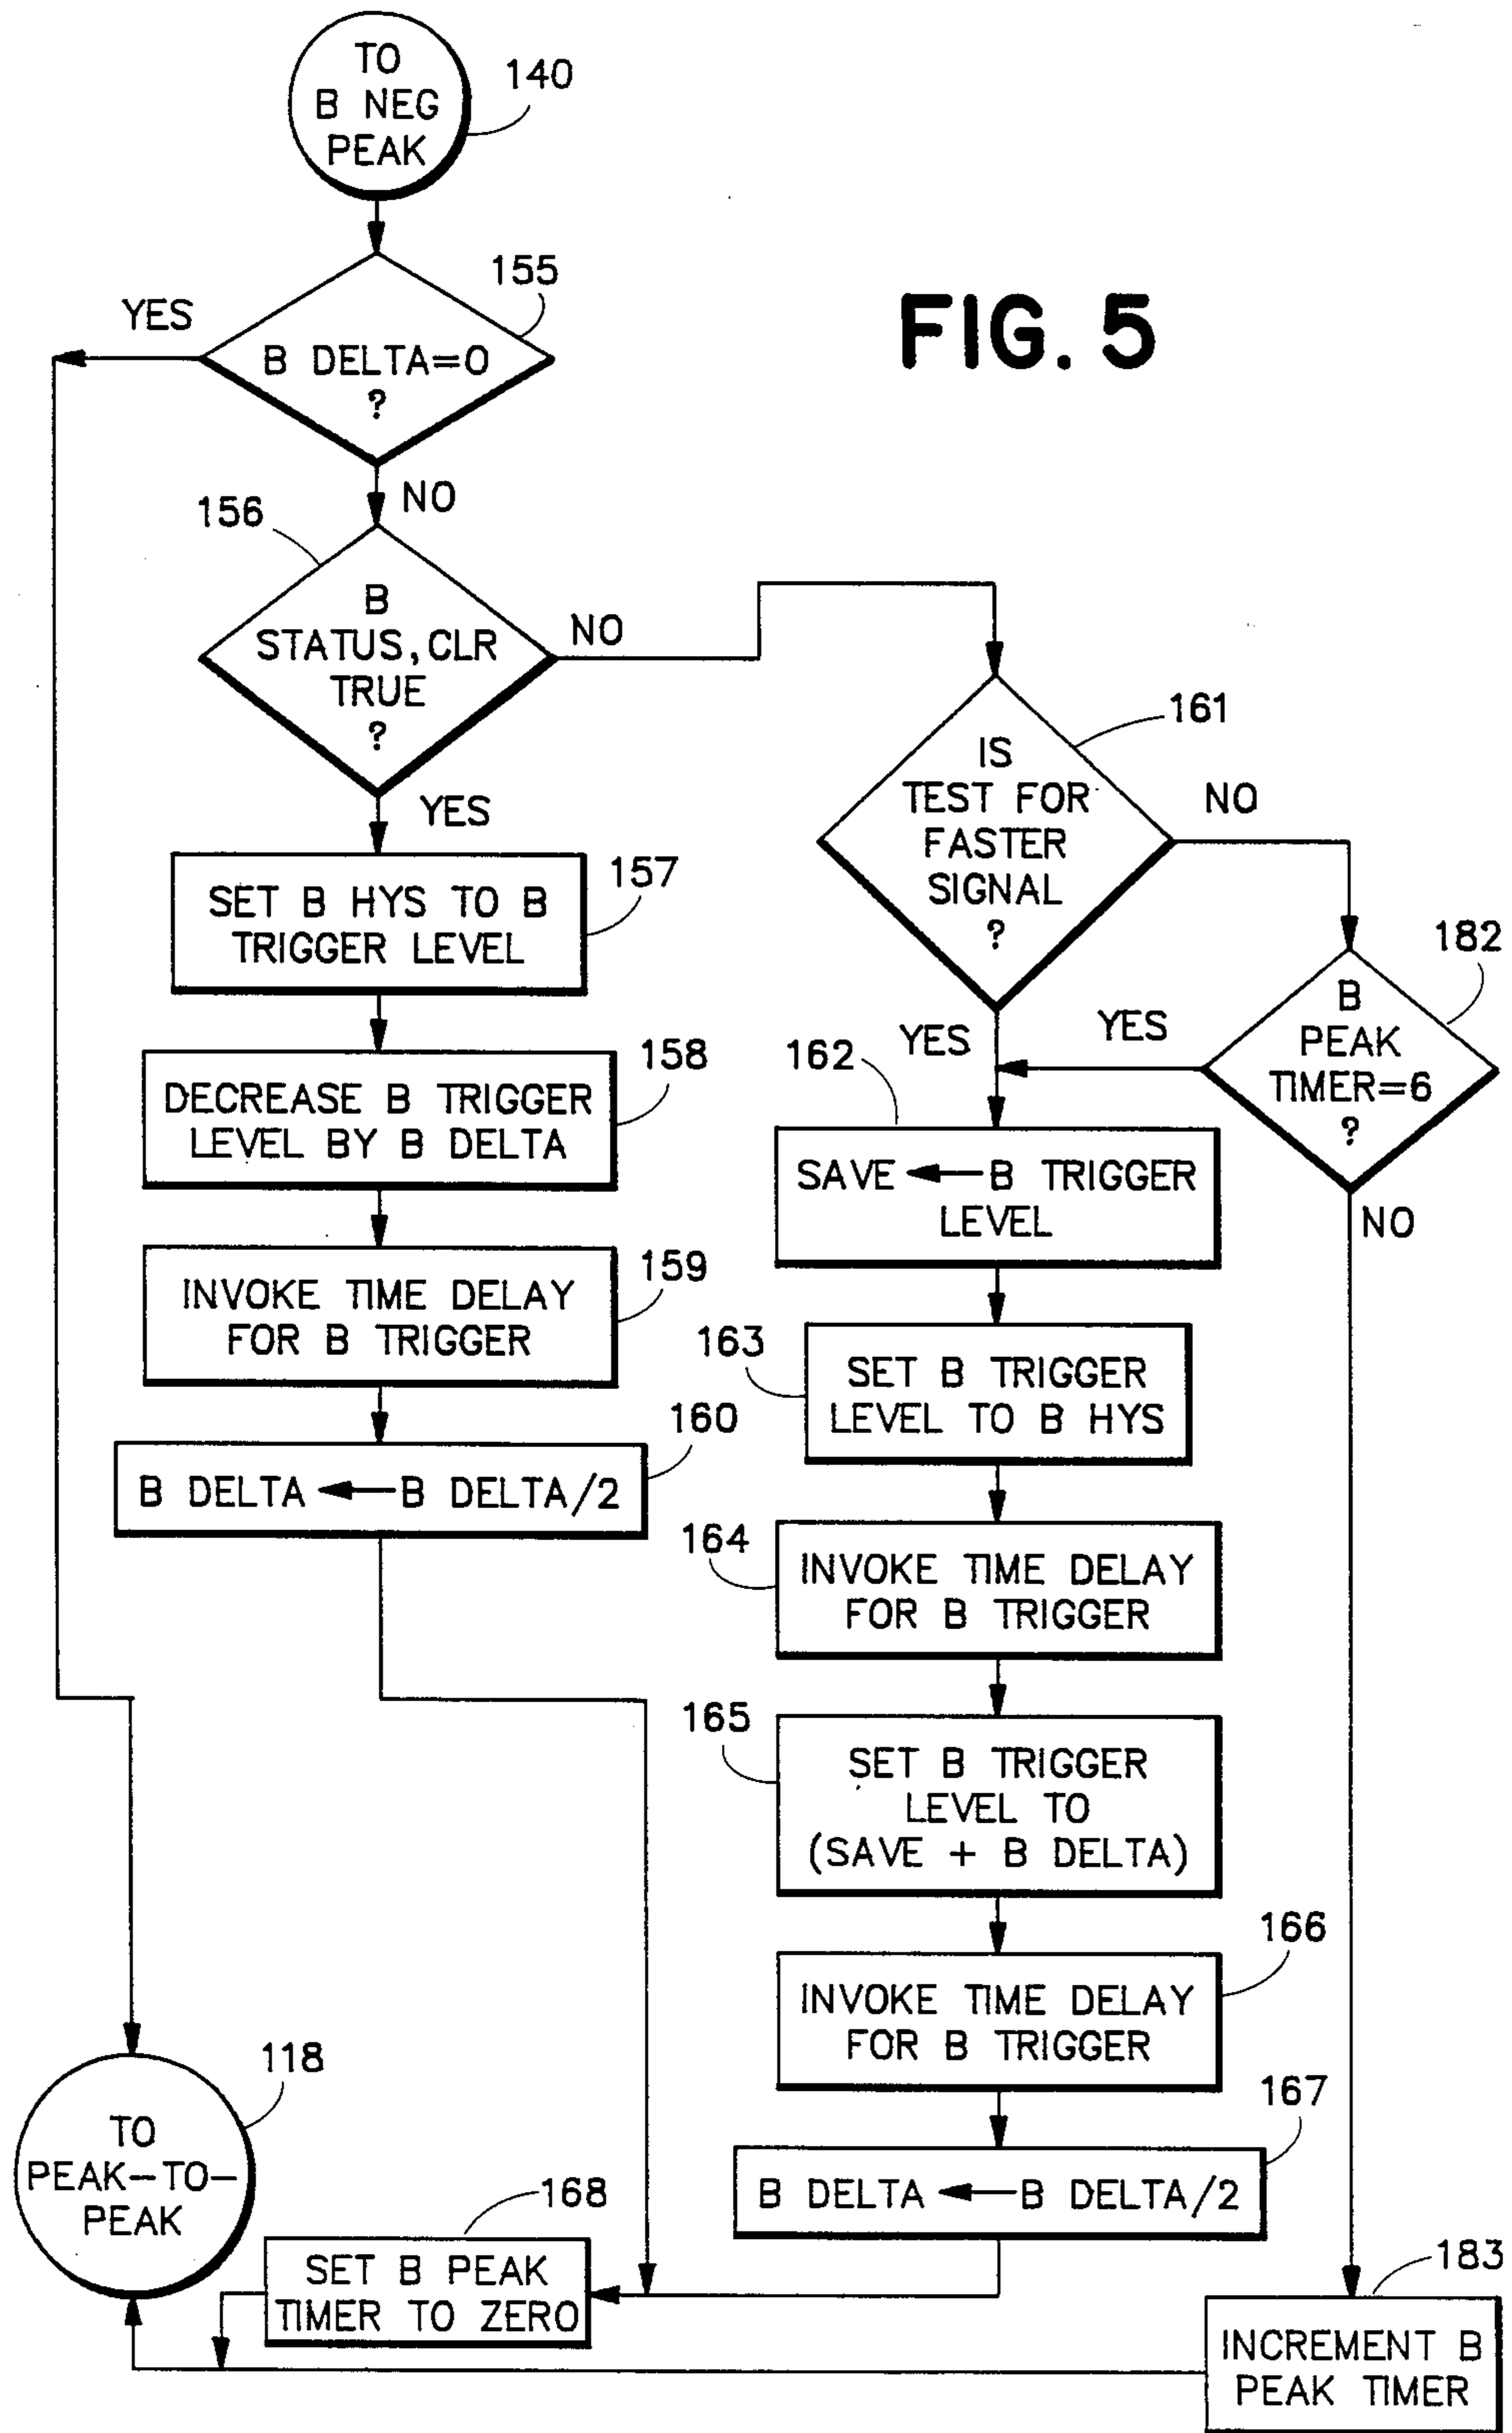 TO
B NEG
PEAK
140
FIG. 5
155
YES
B DELTA=0
?
NO
156
B
STATUS, CLR
TRUE
?
NO
YES
161
IS
TEST FOR
FASTER
SIGNAL
?
NO
YES
182
B
PEAK
TIMER=6
?
YES
NO
157
SET B HYS TO B
TRIGGER LEVEL
158
DECREASE B TRIGGER
LEVEL BY B DELTA
159
INVOKE TIME DELAY
FOR B TRIGGER
160
B DELTA ← B DELTA/2
162
SAVE ← B TRIGGER
LEVEL
163
SET B TRIGGER
LEVEL TO B HYS
164
INVOKE TIME DELAY
FOR B TRIGGER
165
SET B TRIGGER
LEVEL TO
(SAVE + B DELTA)
166
INVOKE TIME DELAY
FOR B TRIGGER
167
B DELTA ← B DELTA/2
118
TO
PEAK-TO-
PEAK
168
SET B PEAK
TIMER TO ZERO
183
INCREMENT B
PEAK TIMER